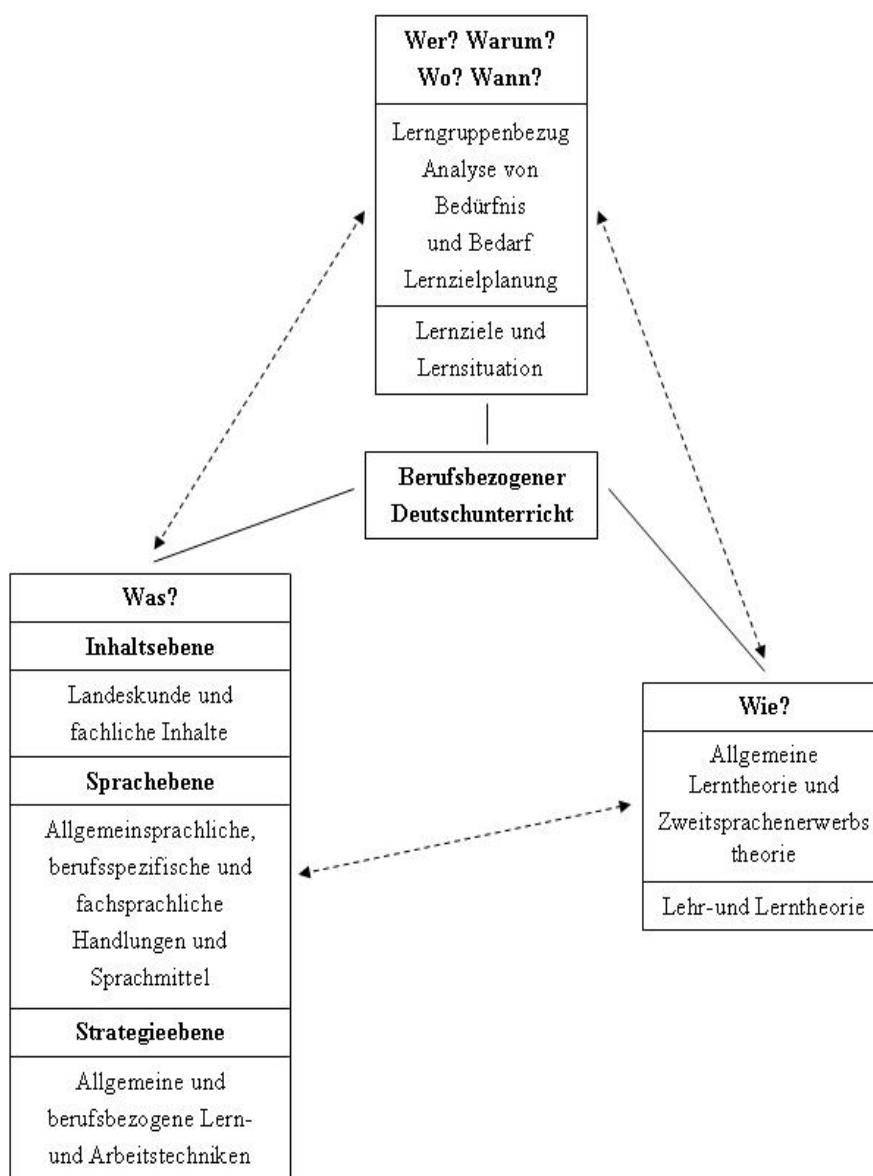 Wer? Warum?
Wo? Wann?
Lerngruppenbezug
Analyse von
Bedürfnis
und Bedarf
Lernzielplanung
Lernziele und
Lernsituation
Berufsbezogener
Deutschunterricht
Was?
Inhaltsebene
Landeskunde und
fachliche Inhalte
Sprachebene
Allgemeinsprachliche,
berufsspezifische und
fachsprachliche
Handlungen und
Sprachmittel
Strategieebene
Allgemeine und
berufsbezogene Lern-
und Arbeitstechniken
Wie?
Allgemeine
Lerntheorie und
Zweitsprachenerwerbs
theorie
Lehr-und Lerntheorie